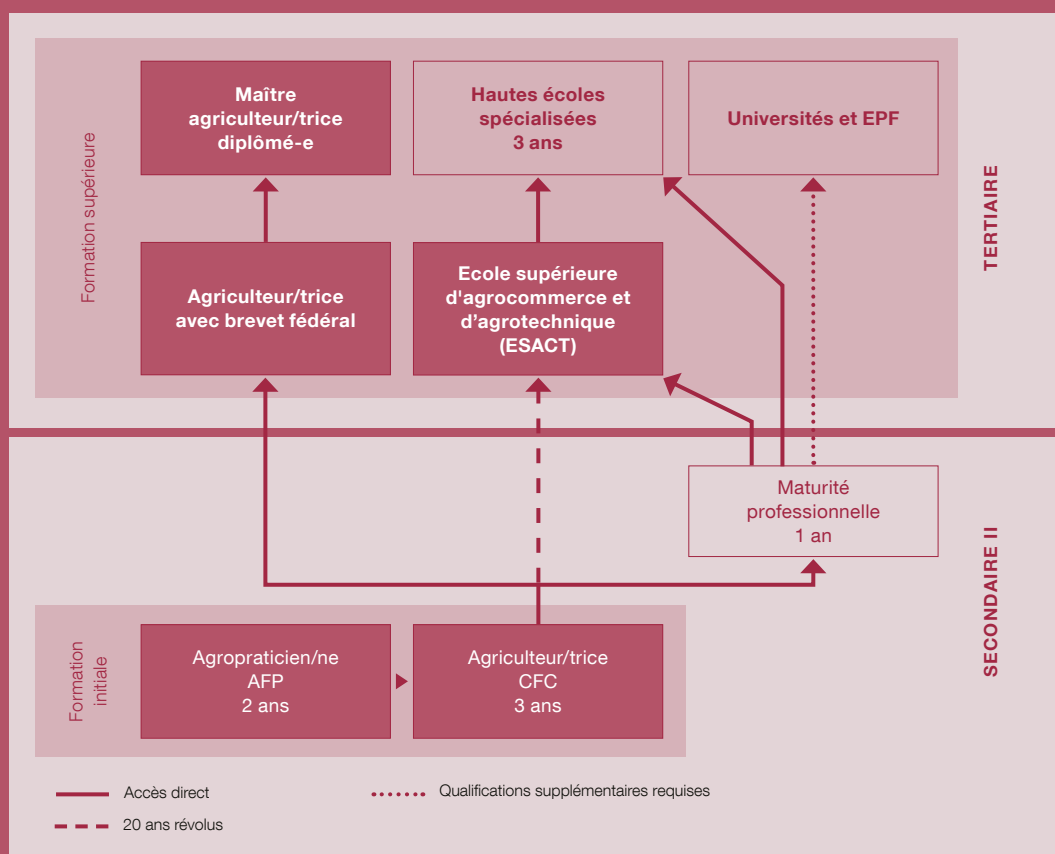 Formation supérieure
Maître
agriculteur/trice
diplômé-e
Hautes écoles
spécialisées
3 ans
Universités et EPF
TERTIAIRE
Agriculteur/trice
avec brevet fédéral
Ecole supérieure
d'agrocommerce et
d’agrotechnique
(ESACT)
Maturité
professionnelle
1 an
SECONDAIRE II
Formation
initiale
Agropraticien/ne
AFP
2 ans
Agriculteur/trice
CFC
3 ans
Accès direct
Qualifications supplémentaires requises
20 ans révolus